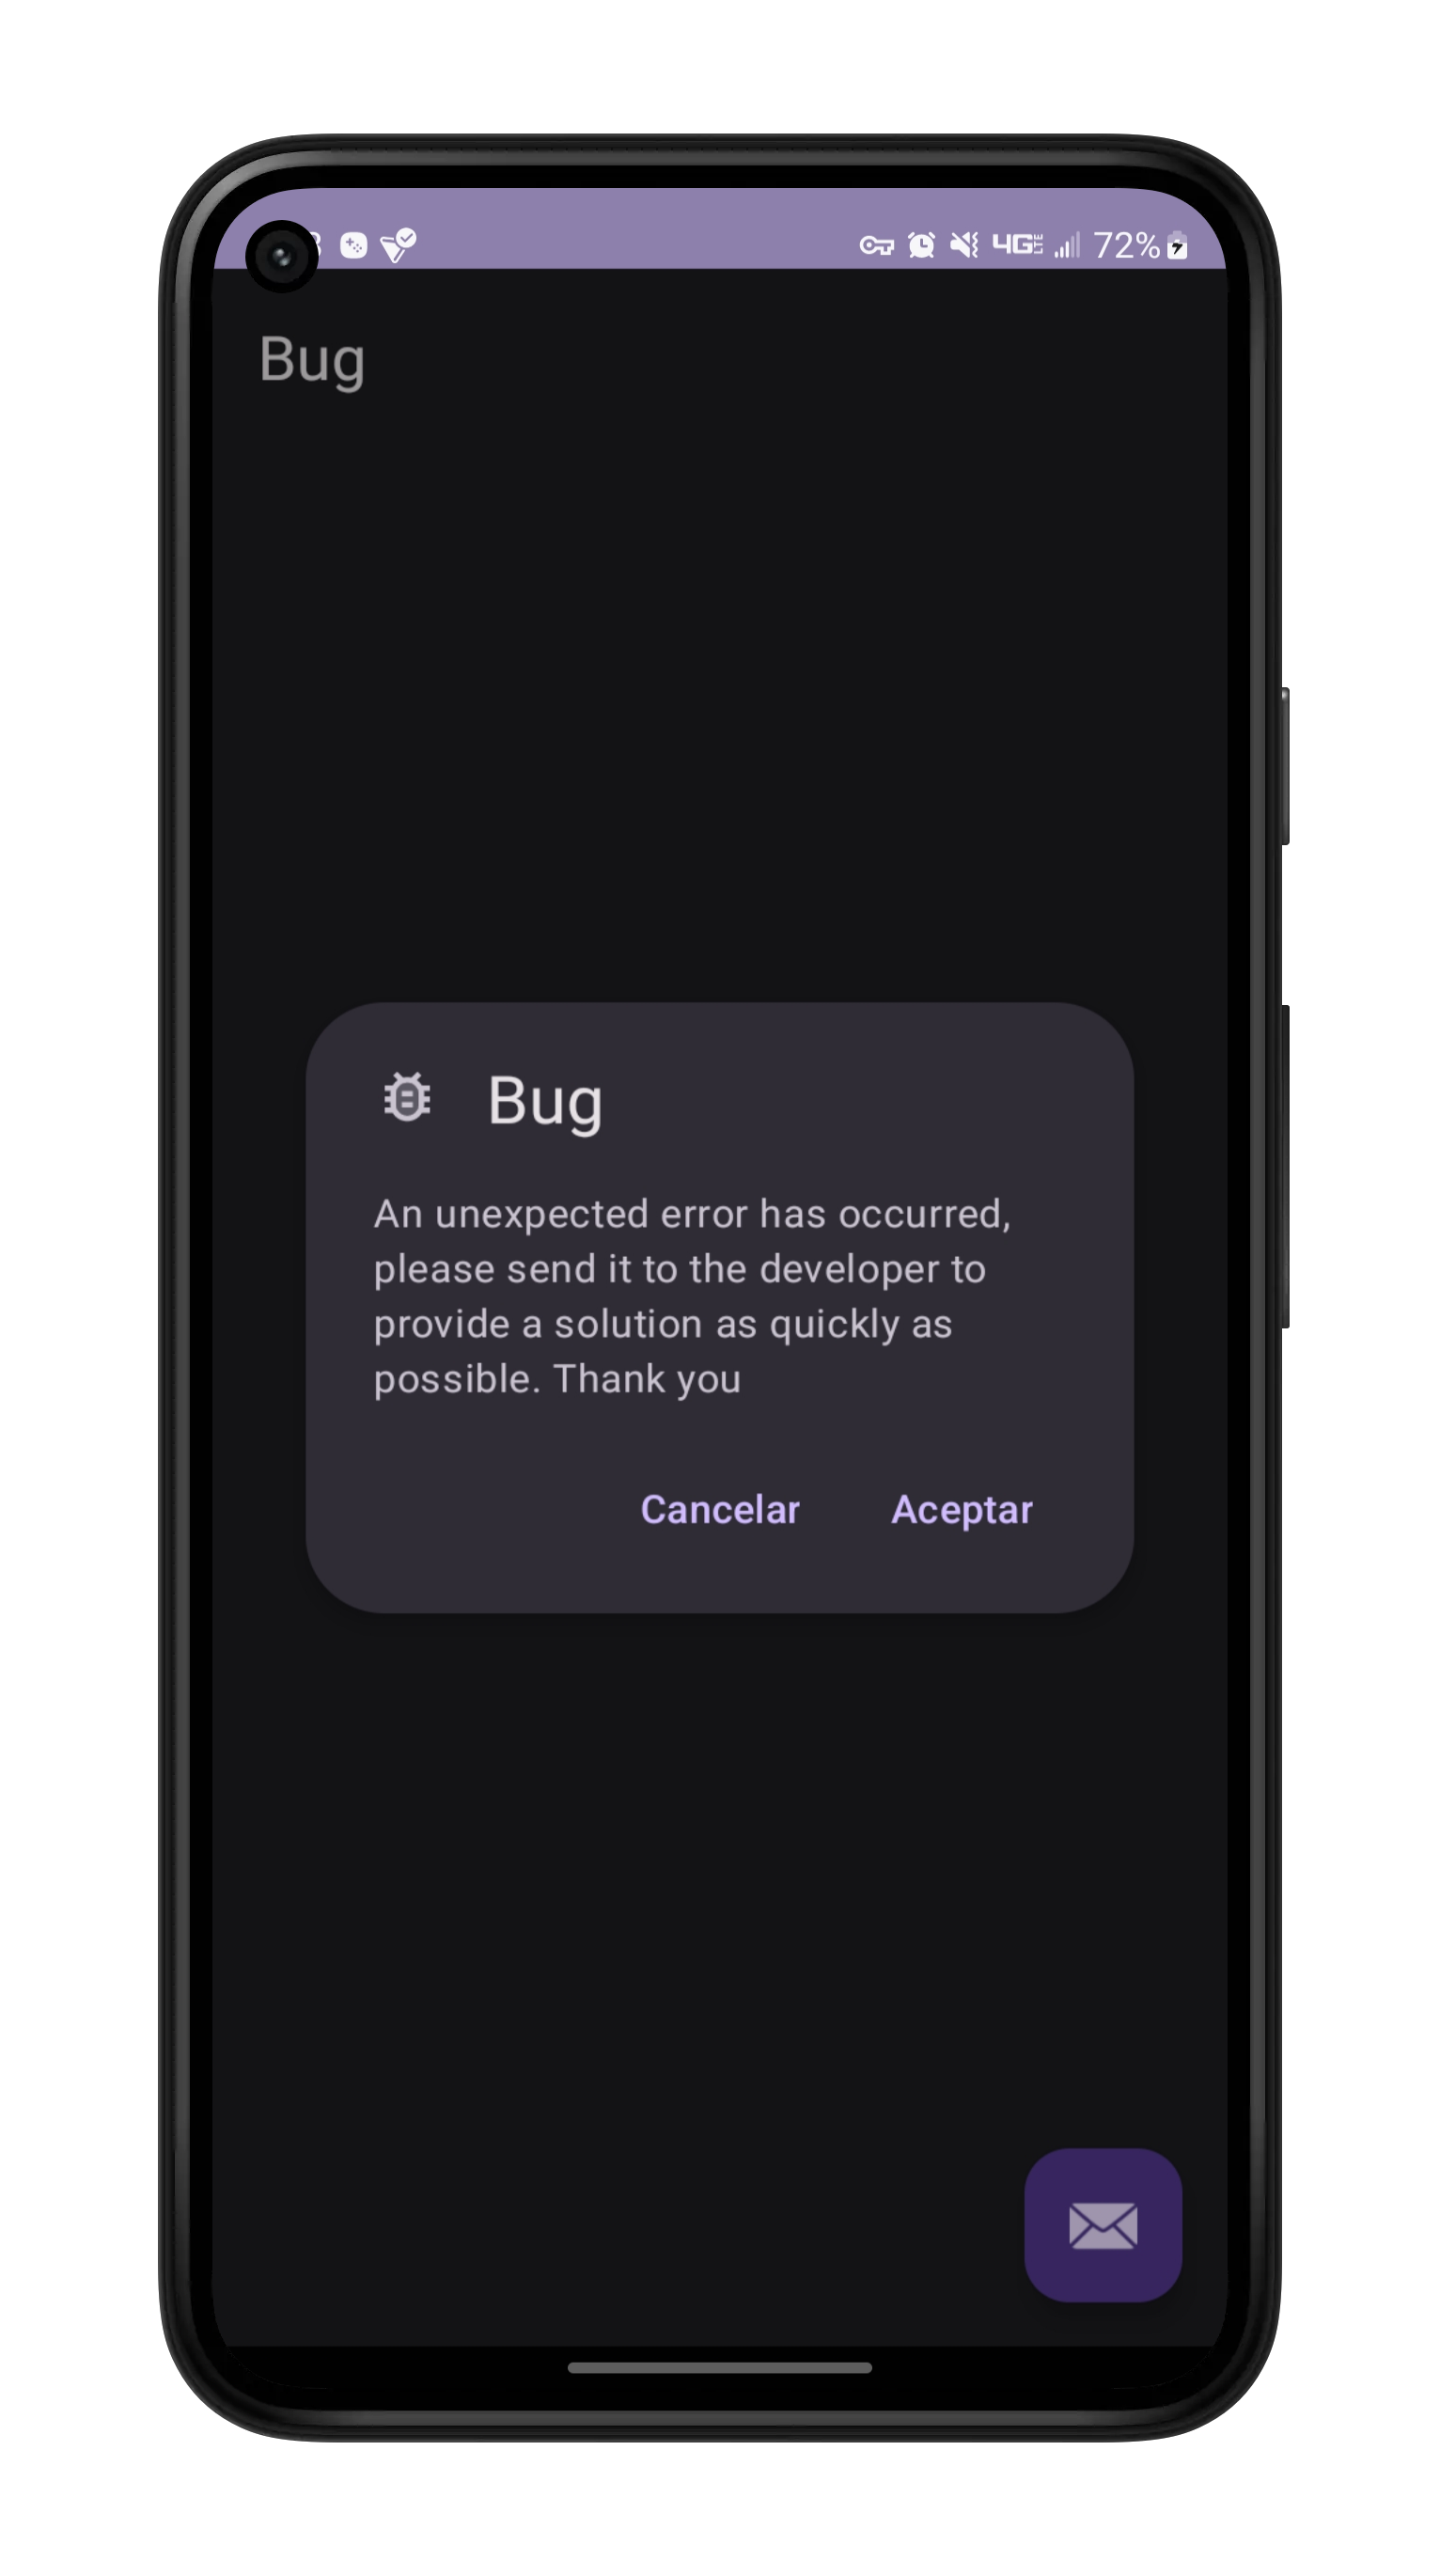 4G LTE 72%
Bug
Bug
An unexpected error has occurred,
please send it to the developer to
provide a solution as quickly as
possible. Thank you
Cancelar Aceptar